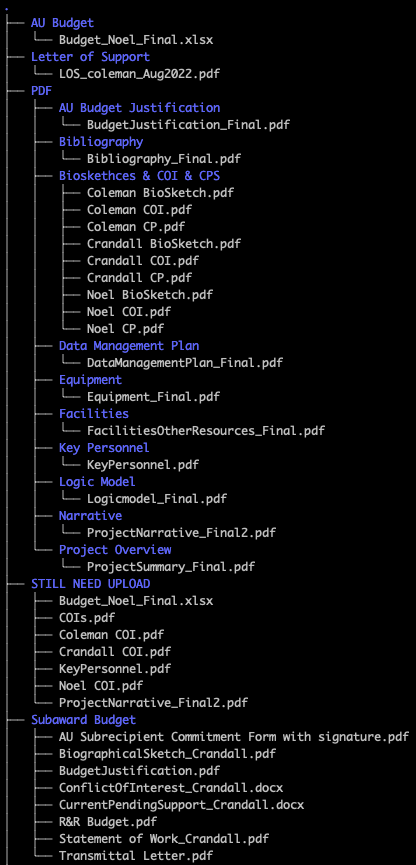 .
├── AU Budget
│   └── Budget_Noel_Final.xlsx
├── Letter of Support
│   └── LOS_coleman_Aug2022.pdf
├── PDF
│   ├── AU Budget Justification
│   │   └── BudgetJustification_Final.pdf
│   ├── Bibliography
│   │   └── Bibliography_Final.pdf
│   ├── Bioskethces & COI & CPS
│   │   ├── Coleman BioSketch.pdf
│   │   ├── Coleman COI.pdf
│   │   ├── Coleman CP.pdf
│   │   ├── Crandall BioSketch.pdf
│   │   ├── Crandall COI.pdf
│   │   ├── Crandall CP.pdf
│   │   ├── Noel BioSketch.pdf
│   │   ├── Noel COI.pdf
│   │   └── Noel CP.pdf
│   ├── Data Management Plan
│   │   └── DataManagementPlan_Final.pdf
│   ├── Equipment
│   │   └── Equipment_Final.pdf
│   ├── Facilities
│   │   └── FacilitiesOtherResources_Final.pdf
│   ├── Key Personnel
│   │   └── KeyPersonnel.pdf
│   ├── Logic Model
│   │   └── Logicmodel_Final.pdf
│   ├── Narrative
│   │   └── ProjectNarrative_Final2.pdf
│   └── Project Overview
│       └── ProjectSummary_Final.pdf
├── STILL NEED UPLOAD
│   ├── Budget_Noel_Final.xlsx
│   ├── COIs.pdf
│   ├── Coleman COI.pdf
│   ├── Crandall COI.pdf
│   ├── KeyPersonnel.pdf
│   ├── Noel COI.pdf
│   └── ProjectNarrative_Final2.pdf
├── Subaward Budget
│   ├── AU Subrecipient Commitment Form with signature.pdf
│   ├── BiographicalSketch_Crandall.pdf
│   ├── BudgetJustification.pdf
│   ├── ConflictOfInterest_Crandall.docx
│   ├── CurrentPendingSupport_Crandall.docx
│   ├── R&R Budget.pdf
│   ├── Statement of Work_Crandall.pdf
│   └── Transmittal Letter.pdf